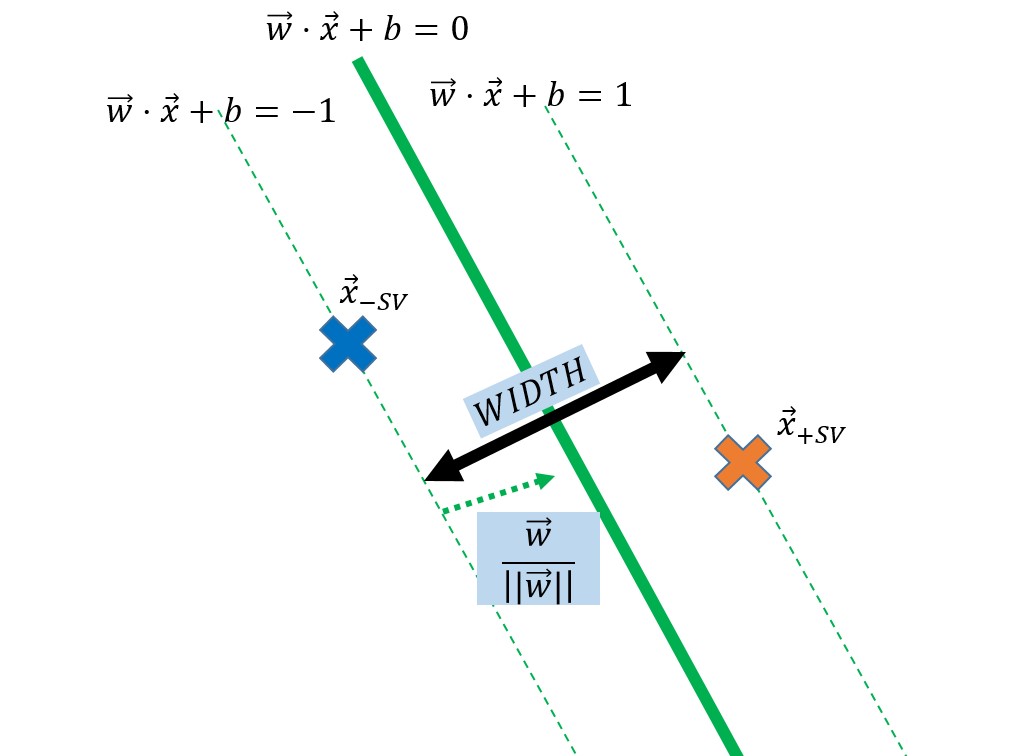 $\vec{w} \cdot \vec{x} + b = 0$
$\vec{w} \cdot \vec{x} + b = -1$
$\vec{w} \cdot \vec{x} + b = 1$
$\vec{x}_{-SV}$
WIDTH
$\vec{x}_{+SV}$
$\frac{\vec{w}}{||\vec{w}||}$